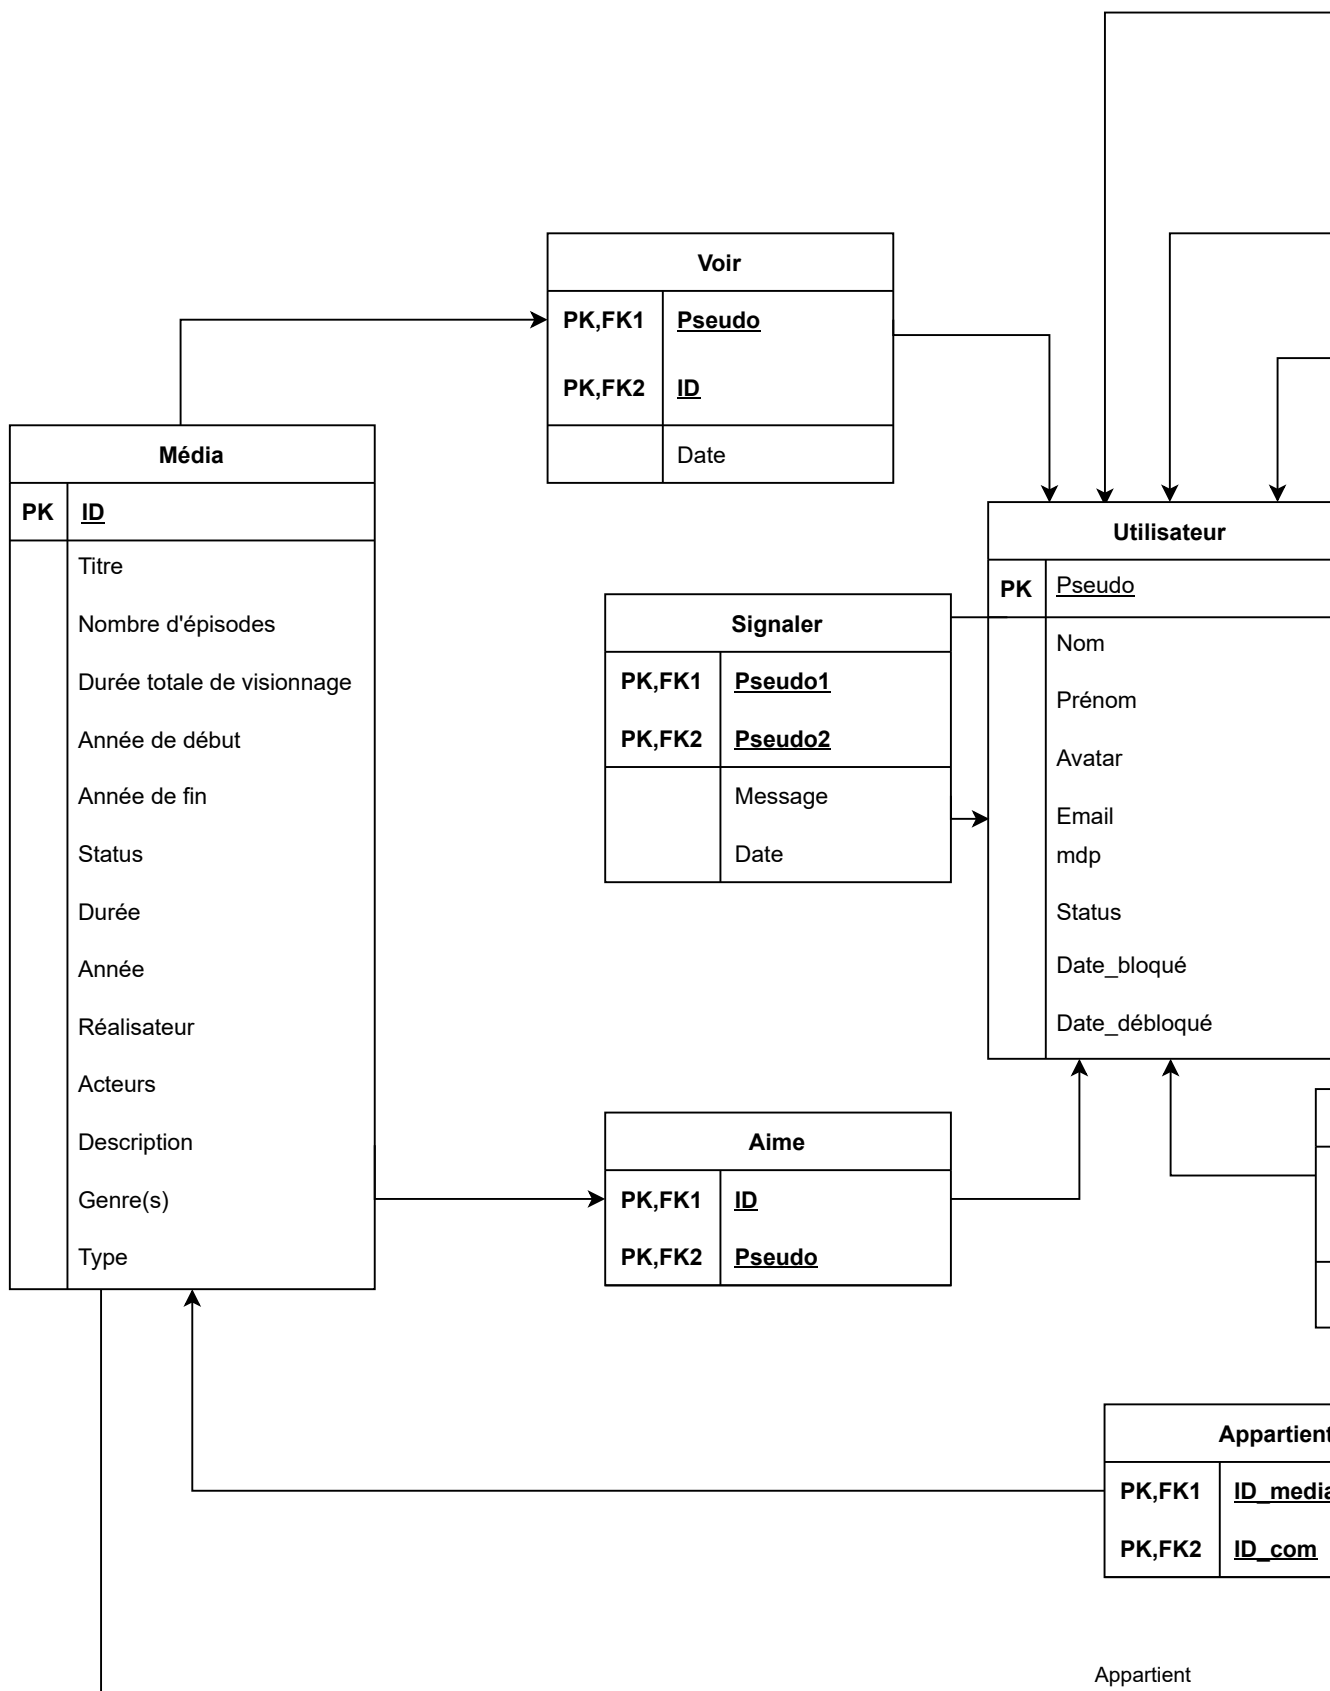 Voir
PK,FK1 Pseudo
PK,FK2 ID
Date
Média
PK ID
Titre
Nombre d'épisodes
Durée totale de visionnage
Année de début
Année de fin
Status
Durée
Année
Réalisateur
Acteurs
Description
Genre(s)
Type
Utilisateur
PK Pseudo
Nom
Prénom
Avatar
Email
mdp
Status
Date_bloqué
Date_débloqué
Signaler
PK,FK1 Pseudo1
PK,FK2 Pseudo2
Message
Date
Aime
PK,FK1 ID
PK,FK2 Pseudo
Appartient
PK,FK1 ID_media
PK,FK2 ID_com
Appartient